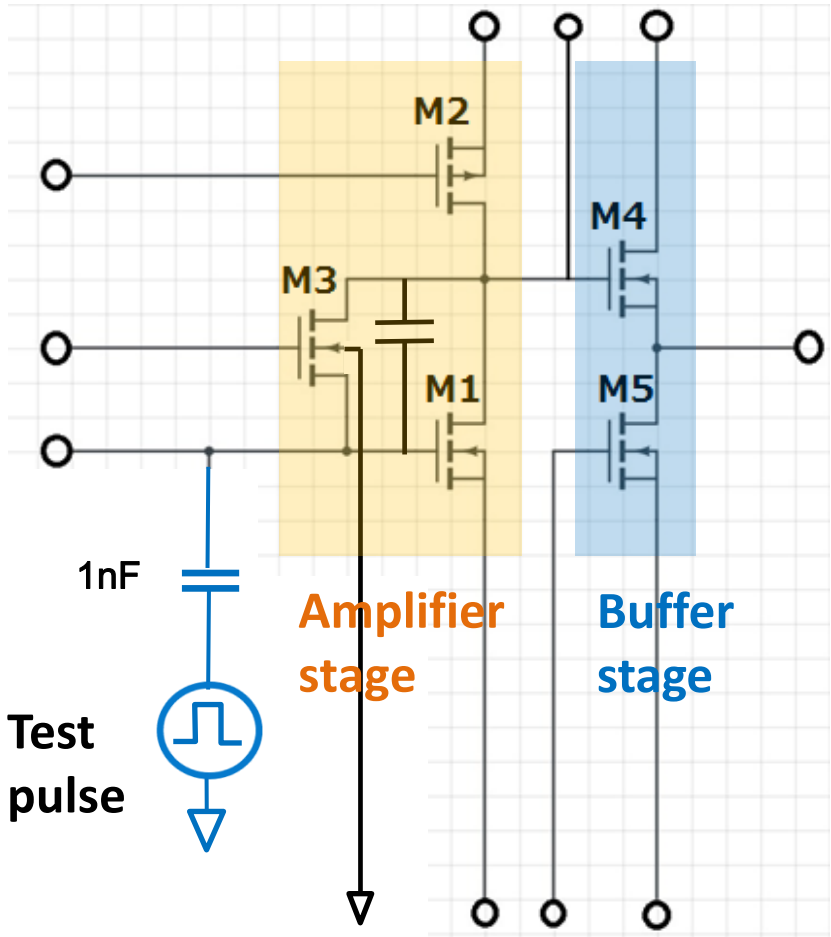 M2
M4
M3
M1
M5
1nF
Amplifier
stage
Buffer
stage
Test
pulse